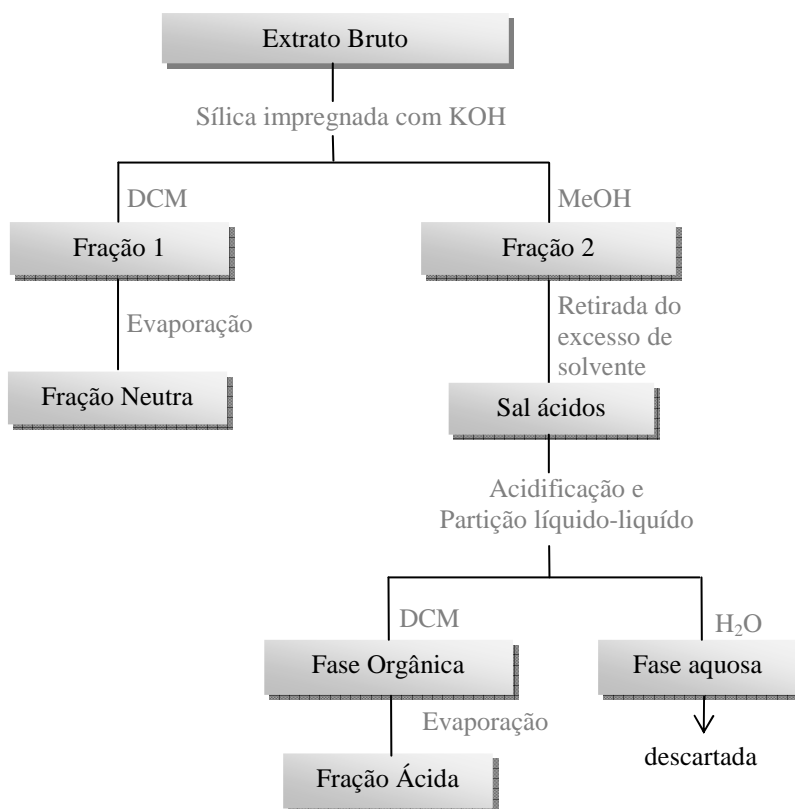 Extrato Bruto
Sílica impregnada com KOH
DCM
MeOH
Fração 1
Fração 2
Evaporação
Retirada do
excesso de
solvente
Fração Neutra
Sal ácidos
Acidificação e
Partição líquido-liquído
DCM
H₂O
Fase Orgânica
Fase aquosa
Evaporação
descartada
Fração Ácida